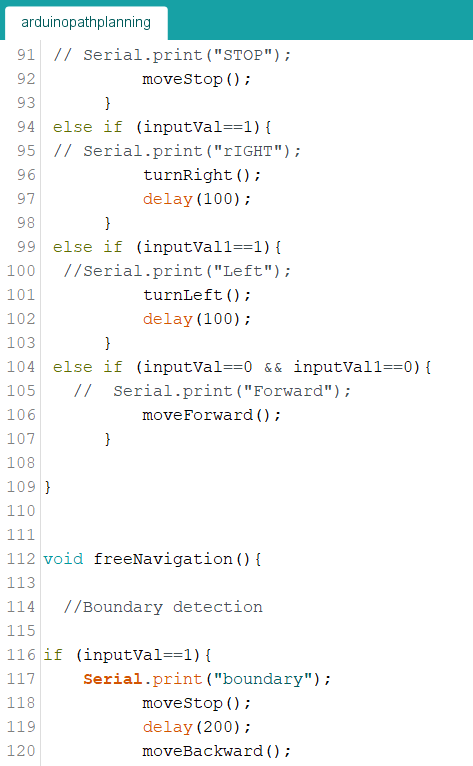 arduinopathplanning
91 // Serial.print("STOP");
92 moveStop();
93 }
94 else if (inputVal==1){
95 // Serial.print("rIGHT");
96 turnRight();
97 delay(100);
98 }
99 else if (inputVal1==1){
100 //Serial.print("Left");
101 turnLeft();
102 delay(100);
103 }
104 else if (inputVal==0 && inputVal1==0){
105 //  Serial.print("Forward");
106 moveForward();
107 }
108
109 }
110
111
112 void freeNavigation(){
113
114 //Boundary detection
115
116 if (inputVal==1){
117 Serial.print("boundary");
118 moveStop();
119 delay(200);
120 moveBackward();